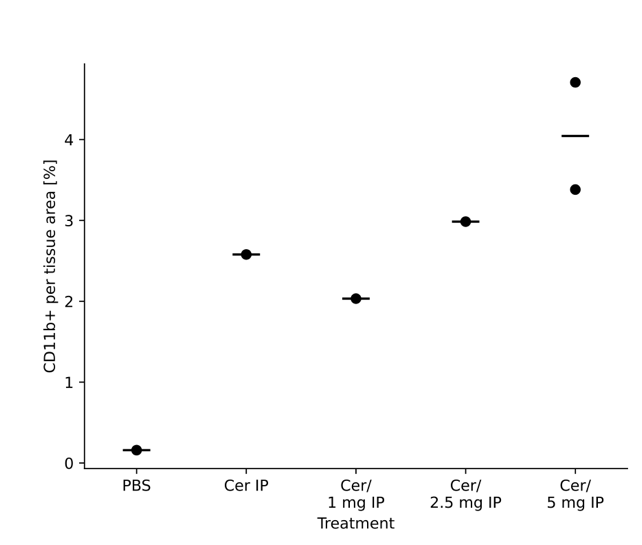 CD11b+ per tissue area [%]
4
3
2
1
0
PBS
Cer IP
Cer/
1 mg IP
Cer/
2.5 mg IP
Cer/
5 mg IP
Treatment